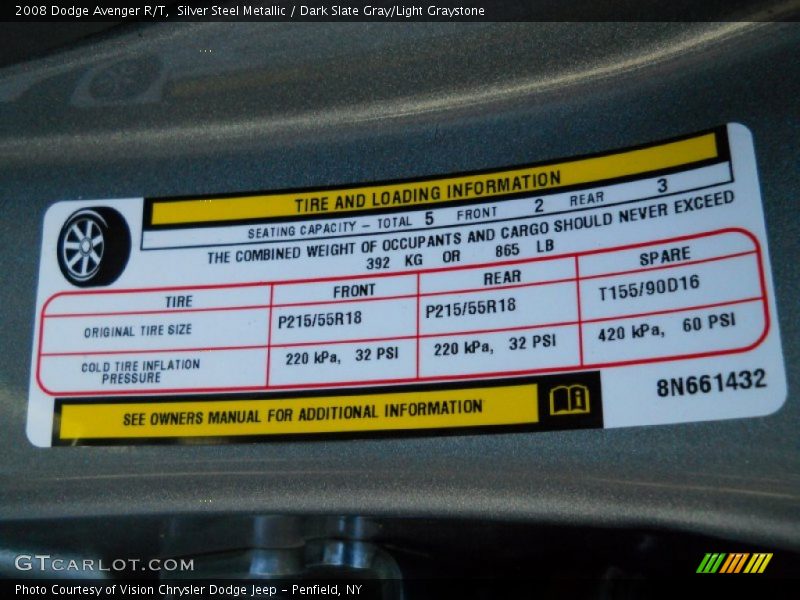 2008 Dodge Avenger R/T, Silver Steel Metallic / Dark Slate Gray/Light Graystone
TIRE AND LOADING INFORMATION
SEATING CAPACITY - TOTAL 5 FRONT 2 REAR 3
THE COMBINED WEIGHT OF OCCUPANTS AND CARGO SHOULD NEVER EXCEED
392 KG OR 865 LB
TIRE FRONT REAR SPARE
ORIGINAL TIRE SIZE P215/55R18 P215/55R18 T155/90D16
COLD TIRE INFLATION PRESSURE 220 kPa, 32 PSI 220 kPa, 32 PSI 420 kPa, 60 PSI
SEE OWNERS MANUAL FOR ADDITIONAL INFORMATION
8N661432
GTCARLOT.COM
Photo Courtesy of Vision Chrysler Dodge Jeep - Penfield, NY